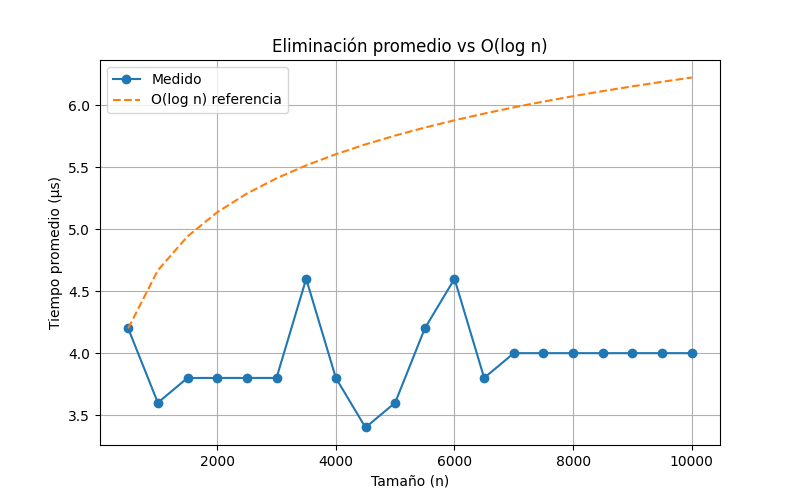 Eliminación promedio vs O(log n)
Medido
O(log n) referencia
Tiempo promedio (µs)
6.0
5.5
5.0
4.5
4.0
3.5
2000 4000 6000 8000 10000
Tamaño (n)